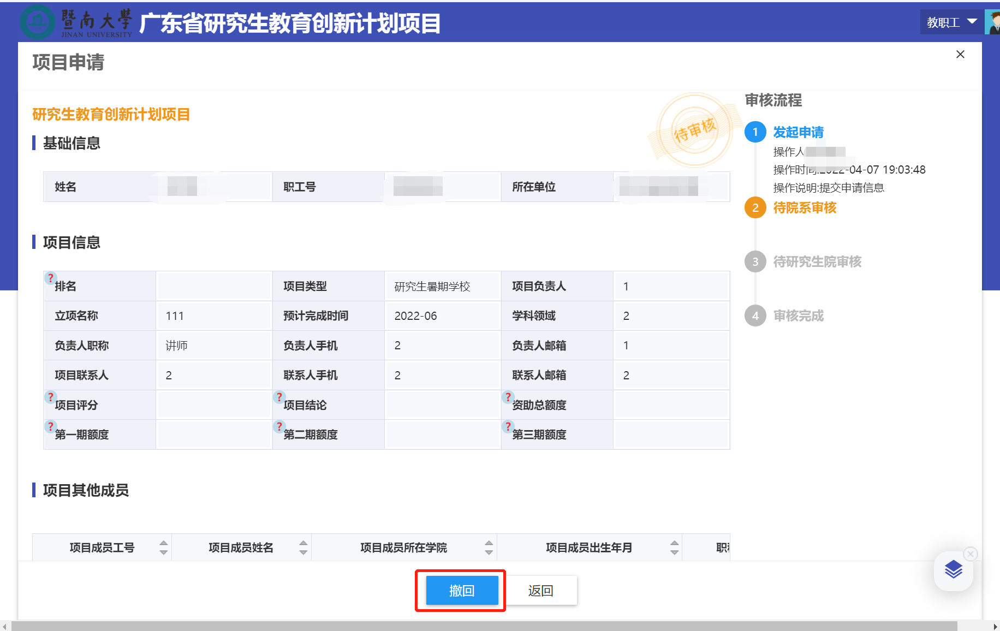 暨南大學
JINAN UNIVERSITY
广东省研究生教育创新计划项目
教职工
项目申请
研究生教育创新计划项目
待审核
基础信息
姓名 职工号 所在单位
项目信息
? 排名 项目类型 研究生暑期学校 项目负责人 1
立项名称 111 预计完成时间 2022-06 学科领域 2
负责人职称 讲师 负责人手机 2 负责人邮箱 1
项目联系人 2 联系人手机 2 联系人邮箱 2
? 项目评分 ? 项目结论 ? 资助总额度
? 第一期额度 ? 第二期额度 ? 第三期额度
项目其他成员
项目成员工号 项目成员姓名 项目成员所在学院 项目成员出生年月
审核流程
1 发起申请
操作人
操作时间:2022-04-07 19:03:48
操作说明:提交申请信息
2 待院系审核
3 待研究生院审核
4 审核完成
撤回 返回